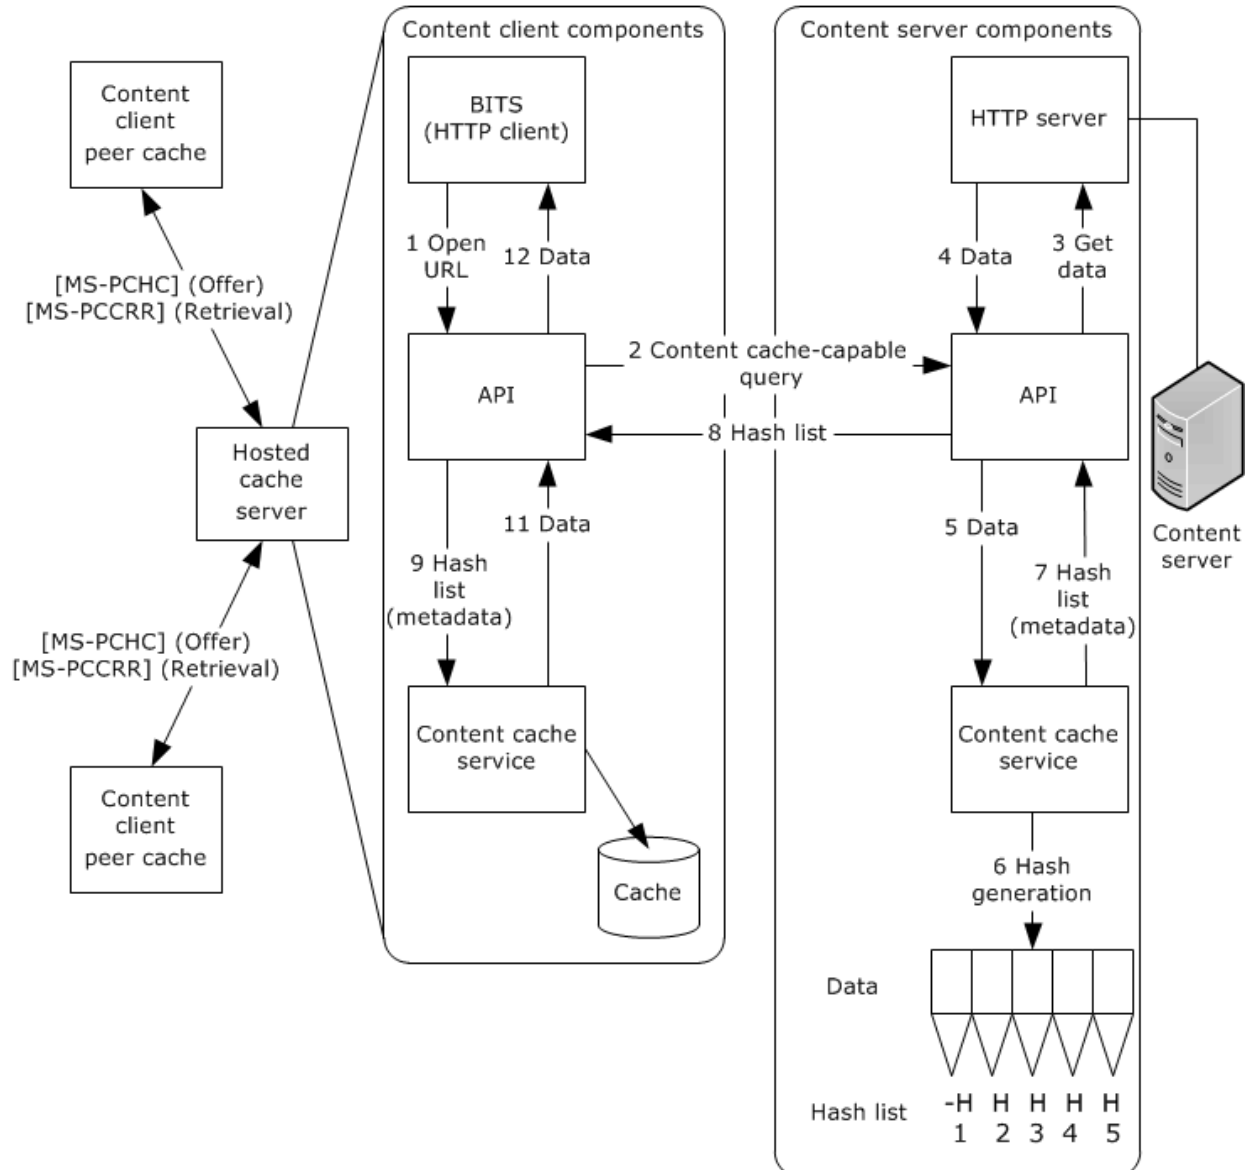 Content client components
Content server components
Content
client
peer cache
BITS
(HTTP client)
HTTP server
1 Open
URL
12 Data
4 Data
3 Get
data
[MS-PCHC] (Offer)
[MS-PCCRR] (Retrieval)
2 Content cache-capable
query
API
API
8 Hash list
Hosted
cache
server
11 Data
5 Data
Content
server
9 Hash
list
(metadada)
7 Hash
list
(metadada)
[MS-PCHC] (Offer)
[MS-PCCRR] (Retrieval)
Content cache
service
Content cache
service
Content
client
peer cache
Cache
6 Hash
generation
Data
Hash list
-H H H H H
1 2 3 4 5